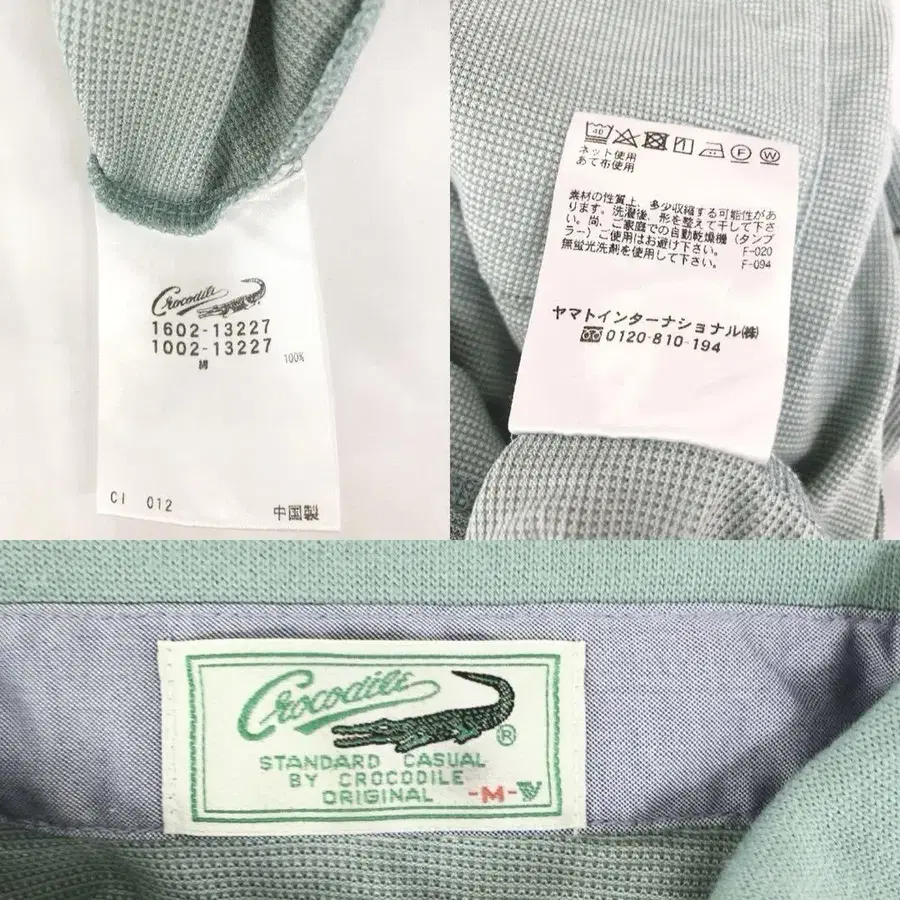 Crocodile
1602-13227
1002-13227
綿 100%
CI 012
中国製
40
F
W
ネット使用
あて布使用
素材の性質上、多少収縮する可能性があ
ります。洗濯後、形を整えて干して下さ
い。尚、ご家庭での自動乾燥機（タンブ
ラー）ご使用はお避け下さい。 F-020
無蛍光洗剤を使用して下さい。 F-094
ヤマトインターナショナル(株)
0120-810-194
Crocodile
®
STANDARD CASUAL
BY CROCODILE
ORIGINAL -M-